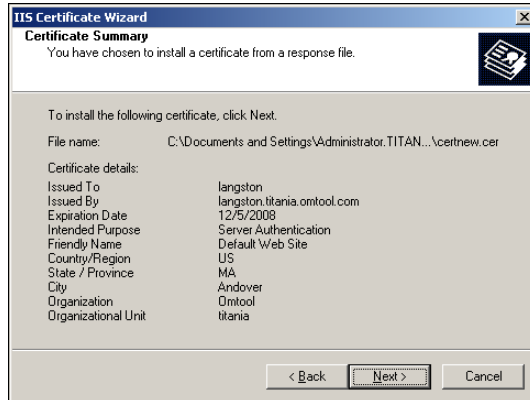 IIS Certificate Wizard
Certificate Summary
You have chosen to install a certificate from a response file.
To install the following certificate, click Next.
File name: C:\Documents and Settings\Administrator.TITAN...\certnew.cer
Certificate details:
Issued To langston
Issued By langston.titania.omtool.com
Expiration Date 12/5/2008
Intended Purpose Server Authentication
Friendly Name Default Web Site
Country/Region US
State / Province MA
City Andover
Organization Omtool
Organizational Unit titania
< Back Next > Cancel